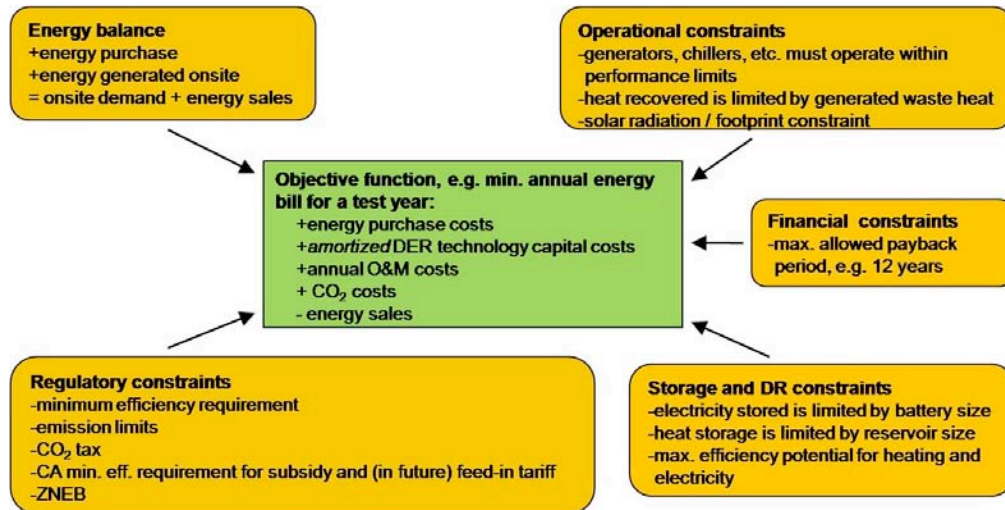 Energy balance
+energy purchase
+energy generated onsite
= onsite demand + energy sales
Operational constraints
-generators, chillers, etc. must operate within
performance limits
-heat recovered is limited by generated waste heat
-solar radiation / footprint constraint
Objective function, e.g. min. annual energy
bill for a test year:
+energy purchase costs
+amortized DER technology capital costs
+annual O&M costs
+ CO₂ costs
- energy sales
Financial constraints
-max. allowed payback
period, e.g. 12 years
Regulatory constraints
-minimum efficiency requirement
-emission limits
-CO₂ tax
-CA min. eff. requirement for subsidy and (in future) feed-in tariff
-ZNEB
Storage and DR constraints
-electricity stored is limited by battery size
-heat storage is limited by reservoir size
-max. efficiency potential for heating and
electricity